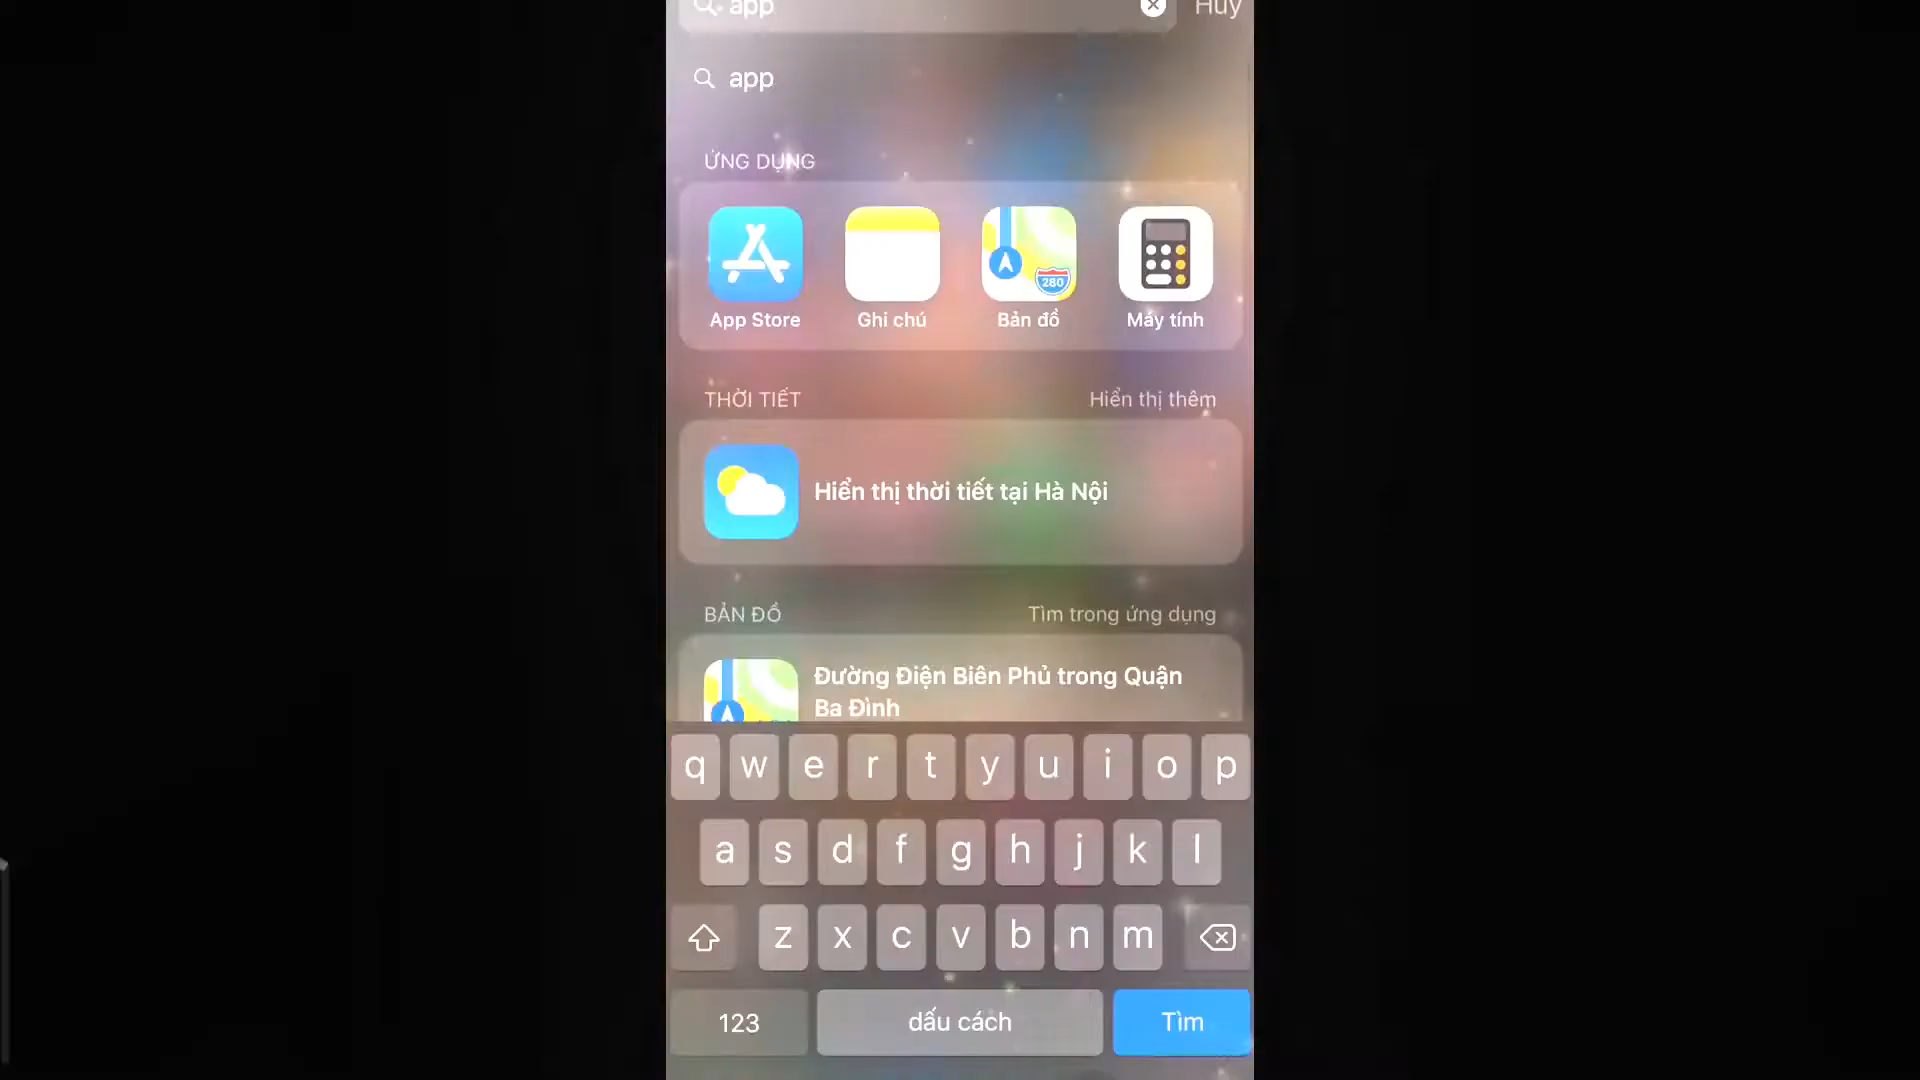 app
Hủy
app
ỨNG DỤNG
App Store
Ghi chú
280
Bản đồ
Máy tính
THỜI TIẾT
Hiển thị thêm
Hiển thị thời tiết tại Hà Nội
BẢN ĐỒ
Tìm trong ứng dụng
Đường Điện Biên Phủ trong Quận
Ba Đình
q w e r t y u i o p
a s d f g h j k l
z x c v b n m
123
dấu cách
Tìm